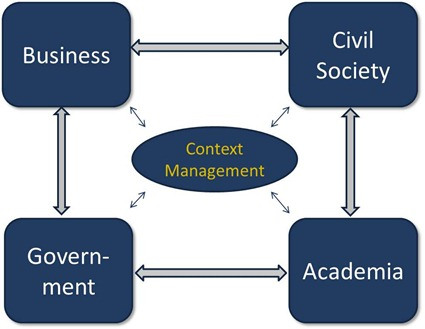 Business
Civil
Society
Context
Management
Govern-
ment
Academia